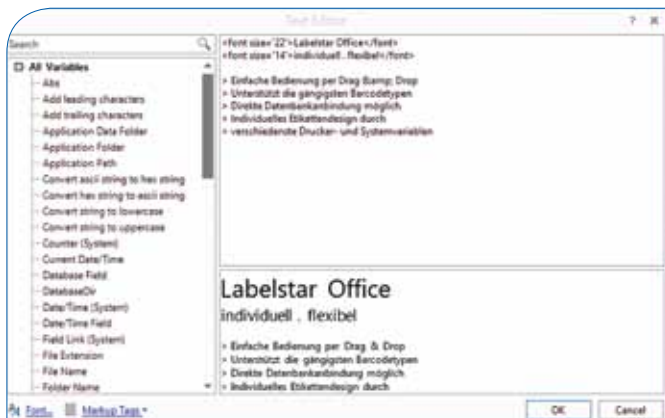 Text Editor
Search
All Variables
Abs
Add leading characters
Add trailing characters
Application Data Folder
Application Folder
Application Path
Convert ascii string to hex string
Convert hex string to ascii string
Convert string to lowercase
Convert string to uppercase
Counter (System)
Current Date/Time
Database Field
DatabaseDir
Date/Time (System)
Date/Time Field
Field Link (System)
File Extension
File Name
Folder Name
<font size='22'>Labelstar Office</font>
<font size='14'>individuell . flexibel</font>
> Einfache Bedienung per Drag &amp; Drop
> Unterstützt die gängigsten Barcodetypen
> Direkte Datenbankanbindung möglich
> Individuelles Etikettendesign durch
> verschiedenste Drucker- und Systemvariablen
Labelstar Office
individuell . flexibel
> Einfache Bedienung per Drag & Drop
> Unterstützt die gängigsten Barcodetypen
> Direkte Datenbankanbindung möglich
> Individuelles Etikettendesign durch
Font... Markup Tags
OK Cancel